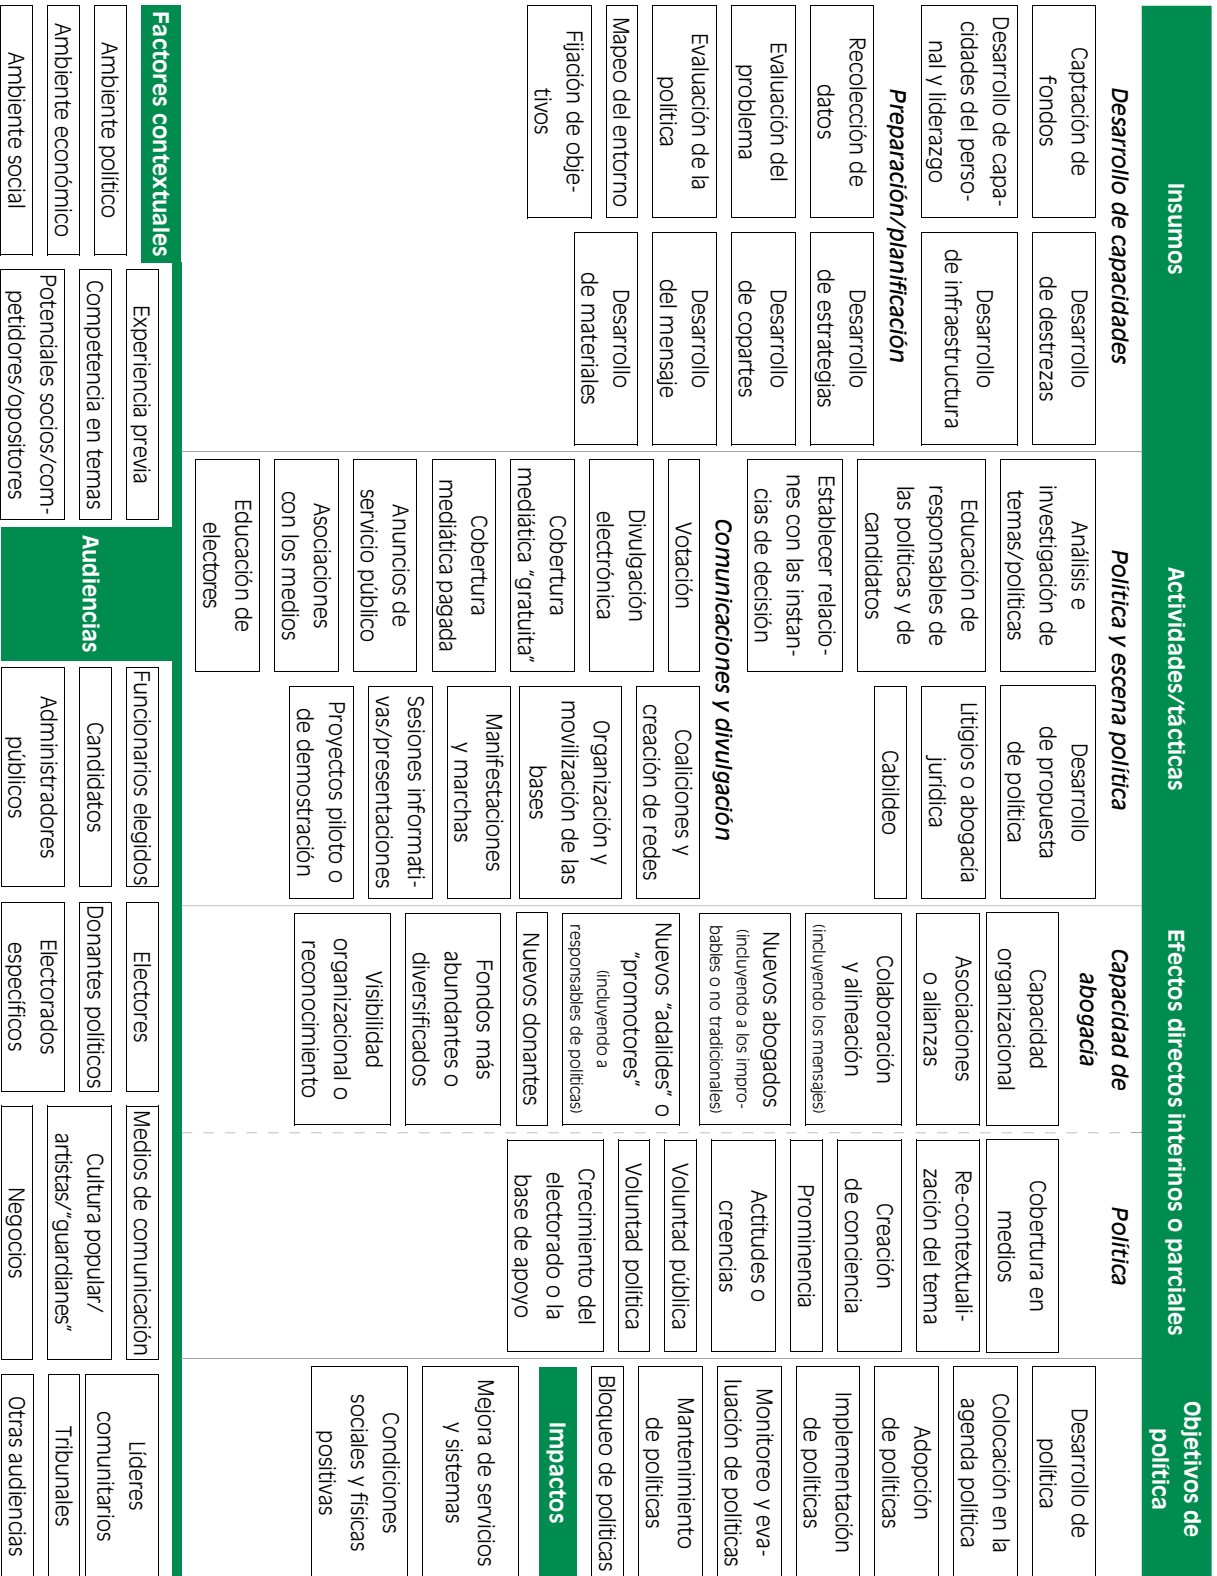 Insumos
Desarrollo de capacidades
Captación de
fondos
Desarrollo de capa-
cidades del perso-
nal y liderazgo
Desarrollo
de destrezas
Desarrollo
de infraestructura
Preparación/planificación
Recolección de
datos
Evaluación del
problema
Evaluación de la
política
Mapeo del entorno
Fijación de obje-
tivos
Desarrollo
de estrategias
Desarrollo
de copartes
Desarrollo
del mensaje
Desarrollo
de materiales
Actividades/tácticas
Política y escena política
Análisis e
investigación de
temas/políticas
Educación de
responsables de
las políticas y de
candidatos
Establecer relacio-
nes con las instan-
cias de decisión
Desarrollo
de propuesta
de política
Litigios o abogacía
jurídica
Cabildeo
Comunicaciones y divulgación
Votación
Divulgación
electrónica
Cobertura
mediática “gratuita”
Cobertura
mediática pagada
Anuncios de
servicio público
Asociaciones
con los medios
Educación de
electores
Coaliciones y
creación de redes
Organización y
movilización de las
bases
Manifestaciones
y marchas
Sesiones informati-
vas/presentaciones
Proyectos piloto o
de demostración
Efectos directos interinos o parciales
Capacidad de
abogacía
Capacidad
organizacional
Asociaciones
o alianzas
Colaboración
y alineación
(incluyendo los mensajes)
Nuevos abogados
(incluyendo a los impro-
bables o no tradicionales)
Nuevos “adalides” o
“promotores”
(incluyendo a
responsables de políticas)
Nuevos donantes
Fondos más
abundantes o
diversificados
Visibilidad
organizacional o
reconocimiento
Política
Cobertura en
medios
Re-contextuali-
zación del tema
Creación
de conciencia
Prominencia
Actitudes o
creencias
Voluntad pública
Voluntad política
Crecimiento del
electorado o la
base de apoyo
Objetivos de
política
Desarrollo de
política
Colocación en la
agenda política
Adopción
de políticas
Implementación
de políticas
Monitoreo y eva-
luación de políticas
Mantenimiento
de políticas
Bloqueo de políticas
Impactos
Mejora de servicios
y sistemas
Condiciones
sociales y físicas
positivas
Factores contextuales
Ambiente político
Ambiente económico
Ambiente social
Experiencia previa
Competencia en temas
Potenciales socios/com-
petidores/opositores
Audiencias
Funcionarios elegidos
Candidatos
Administradores
públicos
Electores
Donantes políticos
Electorados
específicos
Medios de comunicación
Cultura popular/
artistas/“guardianes”
Negocios
Líderes
comunitarios
Tribunales
Otras audiencias